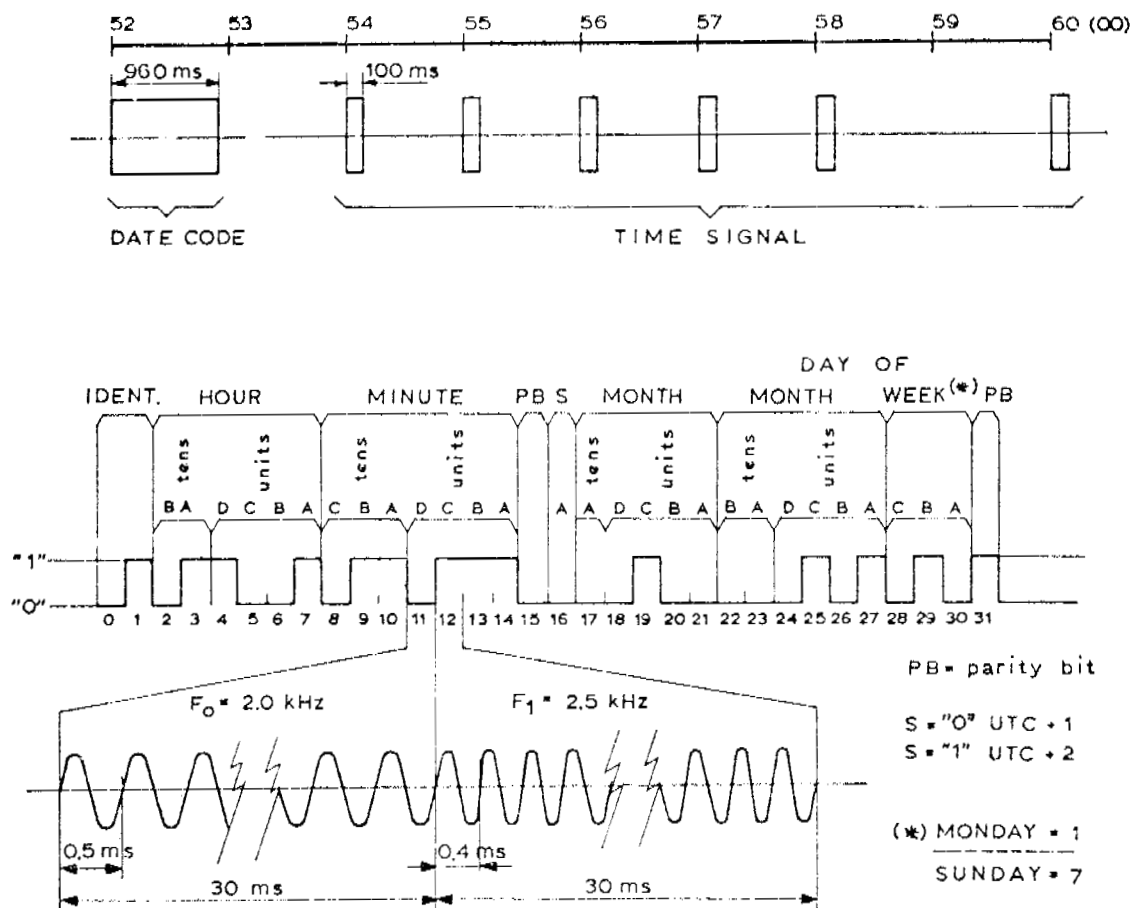 52 53 54 55 56 57 58 59 60 (00)
960 ms 100 ms
DATE CODE TIME SIGNAL
DAY OF
IDENT. HOUR MINUTE PB S MONTH MONTH WEEK (*) PB
tens units tens units tens units tens units
B A D C B A C B A D C B A A A D C B A B A D C B A C B A
"1"
"0"
0 1 2 3 4 5 6 7 8 9 10 11 12 13 14 15 16 17 18 19 20 21 22 23 24 25 26 27 28 29 30 31
PB = parity bit
F0 = 2.0 kHz F1 = 2.5 kHz
S = "0" UTC + 1
S = "1" UTC + 2
(*) MONDAY = 1
0.5 ms 0.4 ms
SUNDAY = 7
30 ms 30 ms